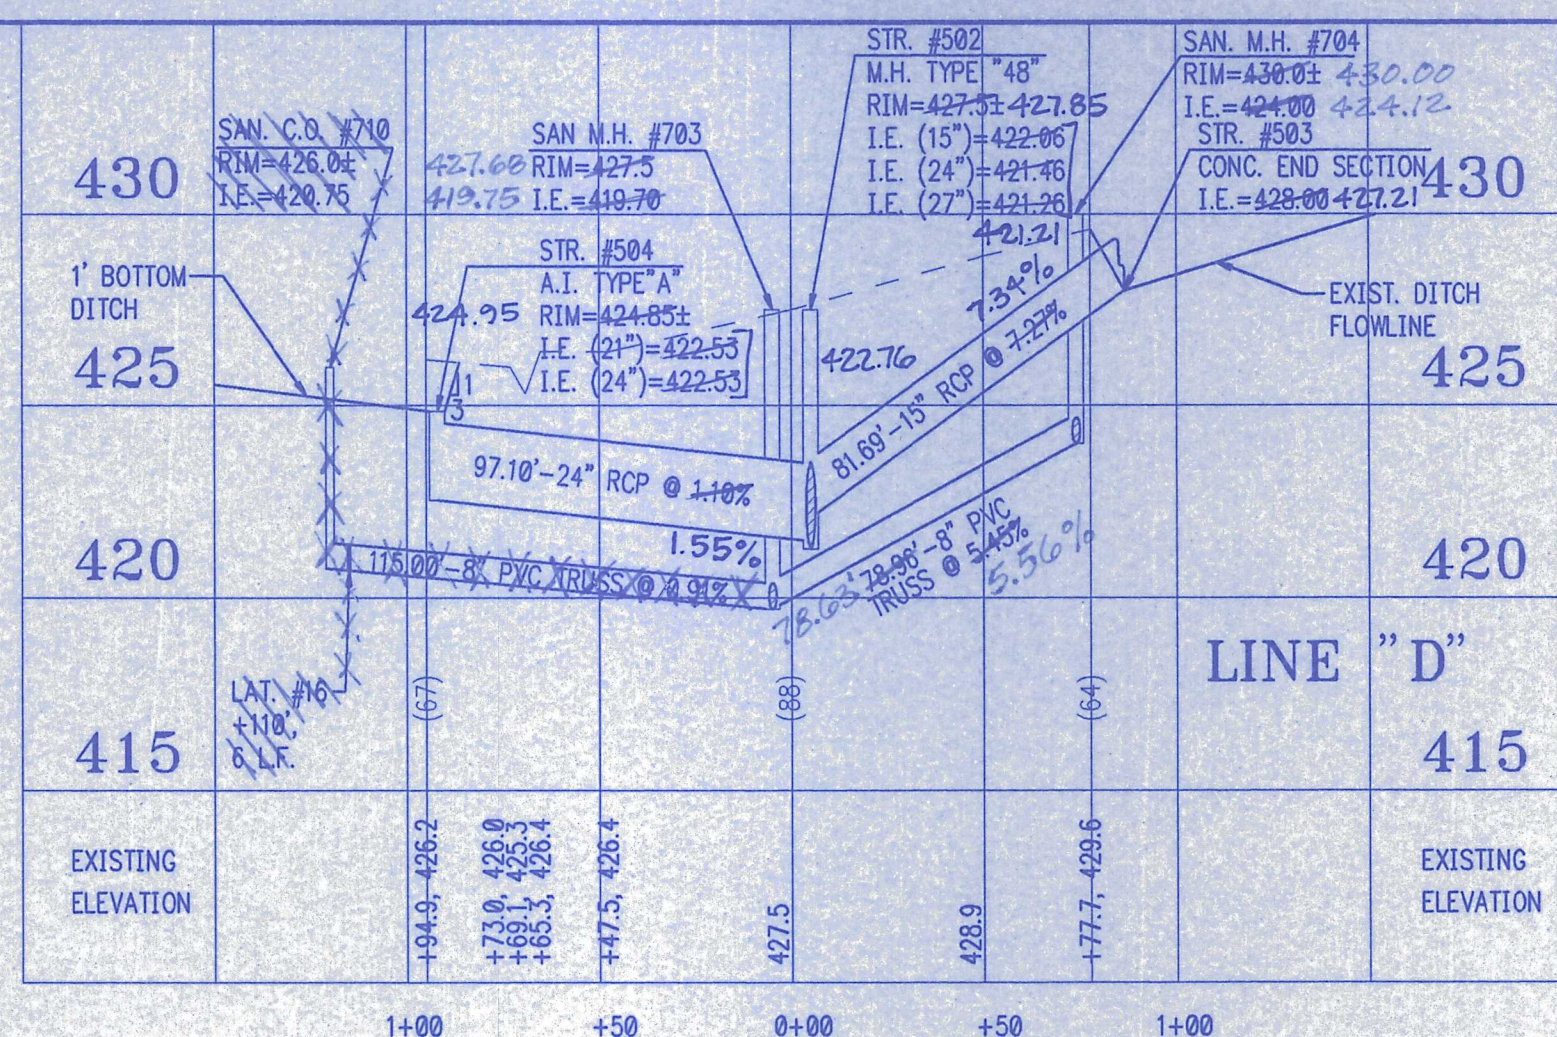 STR. #502
M.H. TYPE "48"
RIM=427.5± 427.85
I.E. (15")=422.06
I.E. (24")=421.46
I.E. (27")=421.26
421.21
422.76
SAN. M.H. #704
RIM=430.0± 430.00
I.E.=424.00 424.12
STR. #503
CONC. END SECTION
I.E.=428.00 427.21
SAN. C.O. #710
RIM=426.0±
I.E.=420.75
SAN M.H. #703
427.68 RIM=427.5
419.75 I.E.=419.70
430
430
STR. #504
A.I. TYPE"A"
424.95 RIM=424.85±
I.E. (21")=422.53
I.E. (24")=422.53
1' BOTTOM
DITCH
EXIST. DITCH
FLOWLINE
425
425
1
3
7.34%
81.69'-15" RCP @ 7.27%
97.10'-24" RCP @ 1.10%
1.55%
420
420
115.00'-8" PVC TRUSS @ 0.91%
78.63' 78.96'-8" PVC
TRUSS @ 5.45%
5.56%
LINE "D"
LAT. #16
+110'
6 L.F.
(67)
(88)
(64)
415
415
EXISTING
ELEVATION
+94.9, 426.2
+73.0, 426.0
+69.1, 425.3
+65.3, 426.4
+47.5, 426.4
427.5
428.9
+77.7, 429.6
EXISTING
ELEVATION
1+00
+50
0+00
+50
1+00